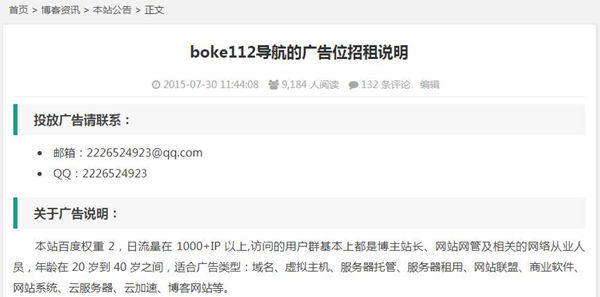 首页 > 博客资讯 > 本站公告 > 正文
boke112导航的广告位招租说明
2015-07-30 11:44:08 9,184 人阅读 132 条评论 编辑
投放广告请联系：
• 邮箱：2226524923@qq.com
• QQ：2226524923
关于广告说明：
本站百度权重 2，日流量在 1000+IP 以上,访问的用户群基本上都是博主站长、网站网管及相关的网络从业人
员，年龄在 20 岁到 40 岁之间，适合广告类型：域名、虚拟主机、服务器托管、服务器租用、网站联盟、商业软件、
网站系统、云服务器、云加速、博客网站等。